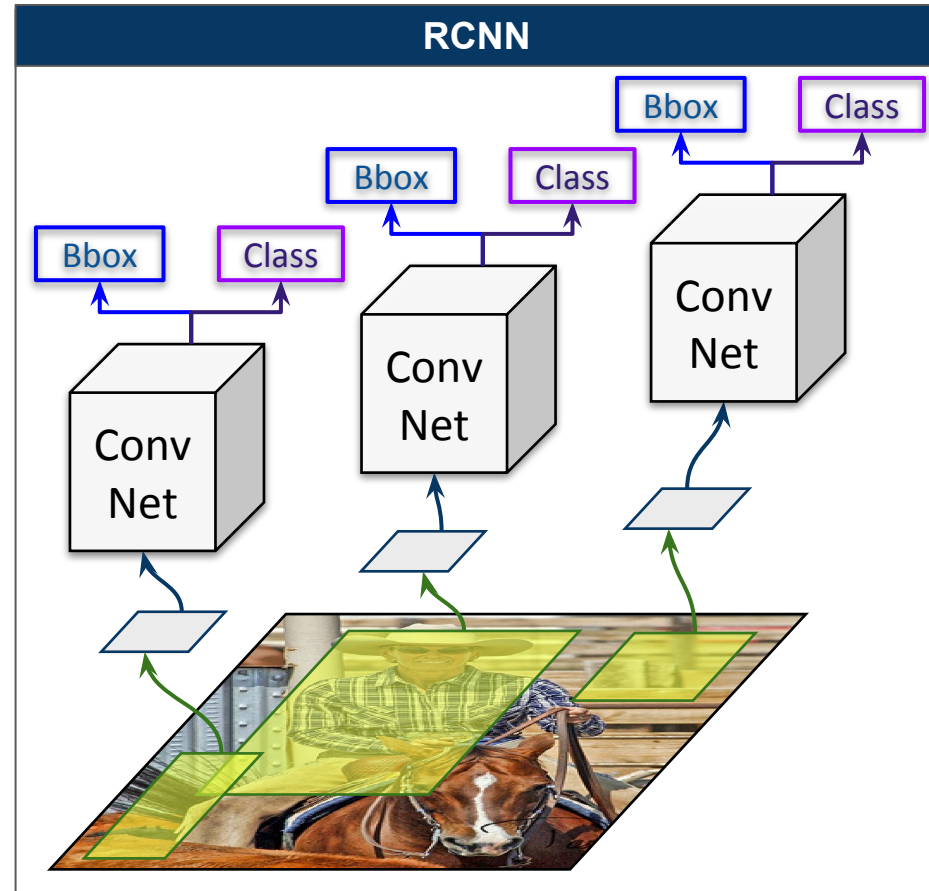 RCNN
Bbox
Class
Bbox
Class
Bbox
Class
Conv
Net
Conv
Net
Conv
Net